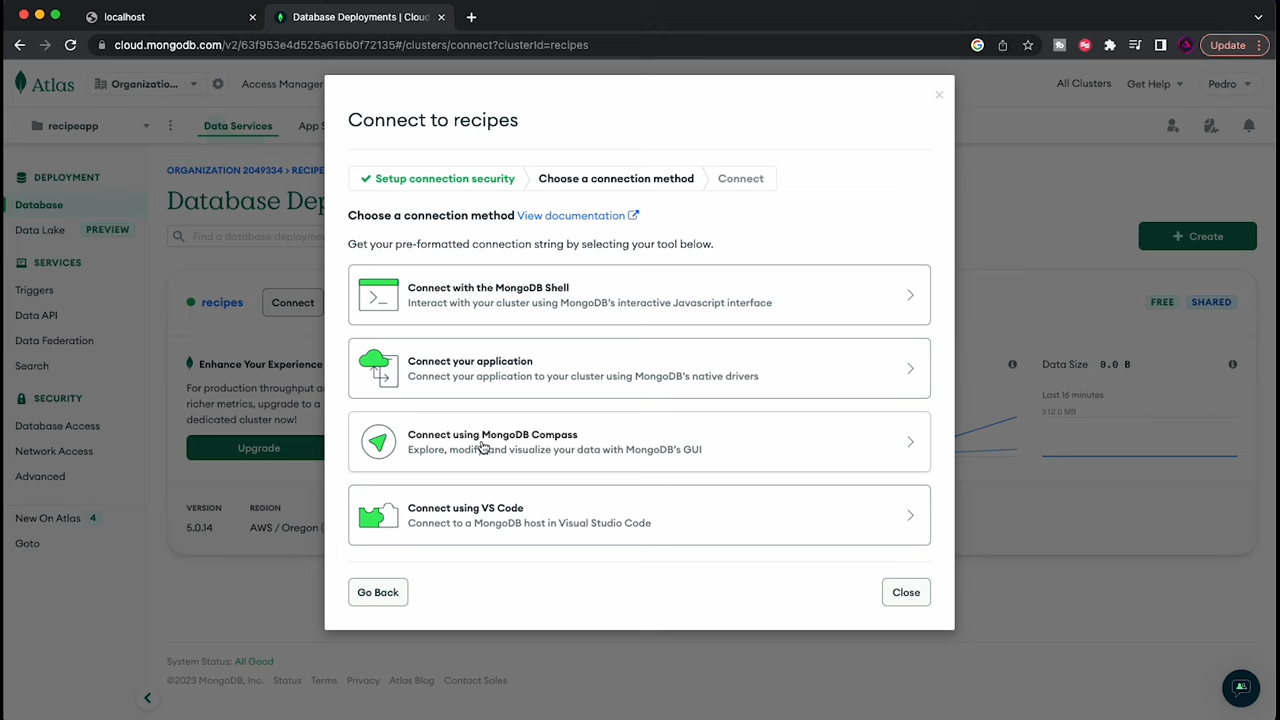 localhost
Database Deployments | Cloud
cloud.mongodb.com/v2/63f953e4d525a616b0f72135#/clusters/connect?clusterId=recipes
Update
Atlas
Organizatio...
Access Manager
All Clusters
Get Help
Pedro
recipeapp
Data Services
App S
DEPLOYMENT
Database
Data Lake
PREVIEW
SERVICES
Triggers
Data API
Data Federation
Search
SECURITY
Database Access
Network Access
Advanced
New On Atlas 4
Goto
ORGANIZATION 2049334 > RECIPE
Database Dep
Find a database deployme
+ Create
recipes
Connect
FREE
SHARED
Enhance Your Experience
For production throughput a
richer metrics, upgrade to a
dedicated cluster now!
Upgrade
Data Size 0.0 B
Last 16 minutes
512.0 MB
VERSION
5.0.14
REGION
AWS / Oregon (
Connect to recipes
Setup connection security
Choose a connection method
Connect
Choose a connection method View documentation
Get your pre-formatted connection string by selecting your tool below.
Connect with the MongoDB Shell
Interact with your cluster using MongoDB's interactive Javascript interface
Connect your application
Connect your application to your cluster using MongoDB's native drivers
Connect using MongoDB Compass
Explore, modify, and visualize your data with MongoDB's GUI
Connect using VS Code
Connect to a MongoDB host in Visual Studio Code
Go Back
Close
System Status: All Good
©2023 MongoDB, Inc. Status Terms Privacy Atlas Blog Contact Sales